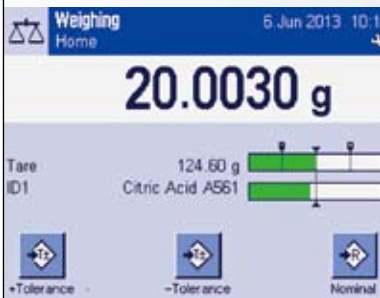 Weighing 6.Jun 2013 10:1
Home
20.0030 g
Tare 124.60 g
ID1 Citric Acid A561
+Tolerance -Tolerance Nominal